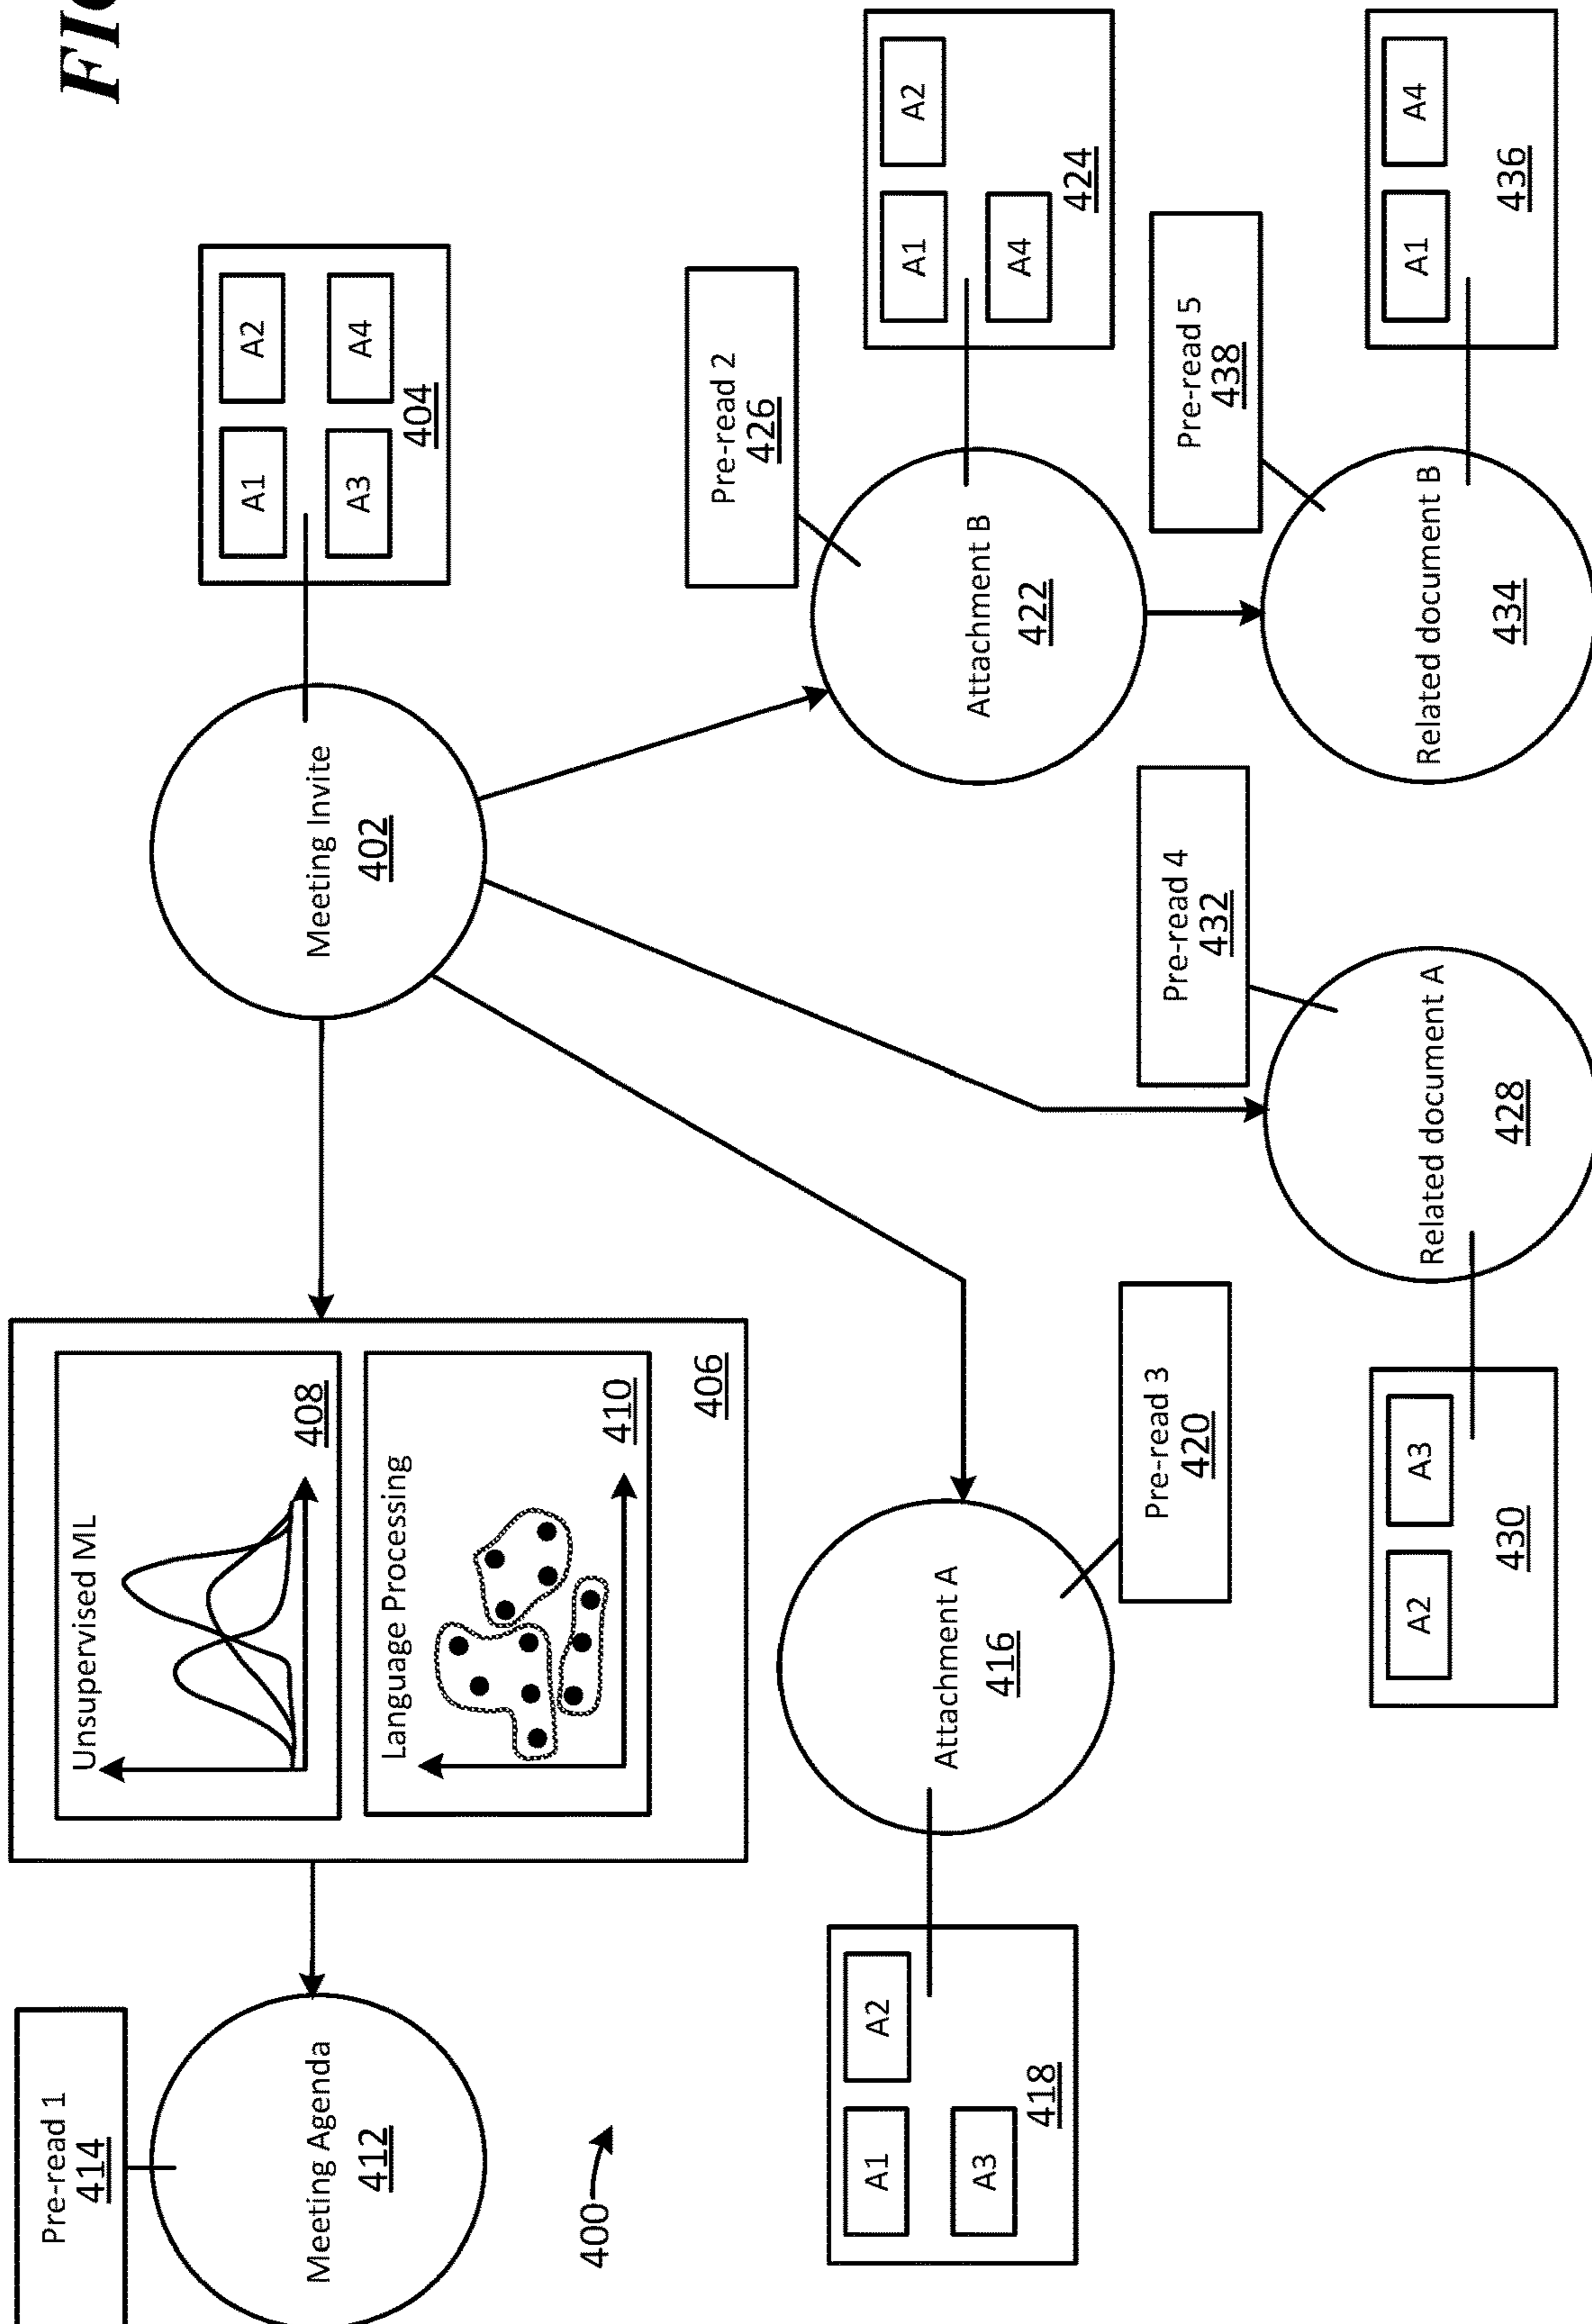 Pre-read 1
414
Meeting Agenda
412
400
Unsupervised ML
408
Language Processing
410
406
Meeting Invite
402
A1 A2
A3 A4
404
A1 A2
A3
418
Attachment A
416
Pre-read 3
420
Pre-read 2
426
Attachment B
422
A1 A2
A4
424
A2 A3
430
Related document A
428
Pre-read 4
432
Related document B
434
Pre-read 5
438
A1 A4
436